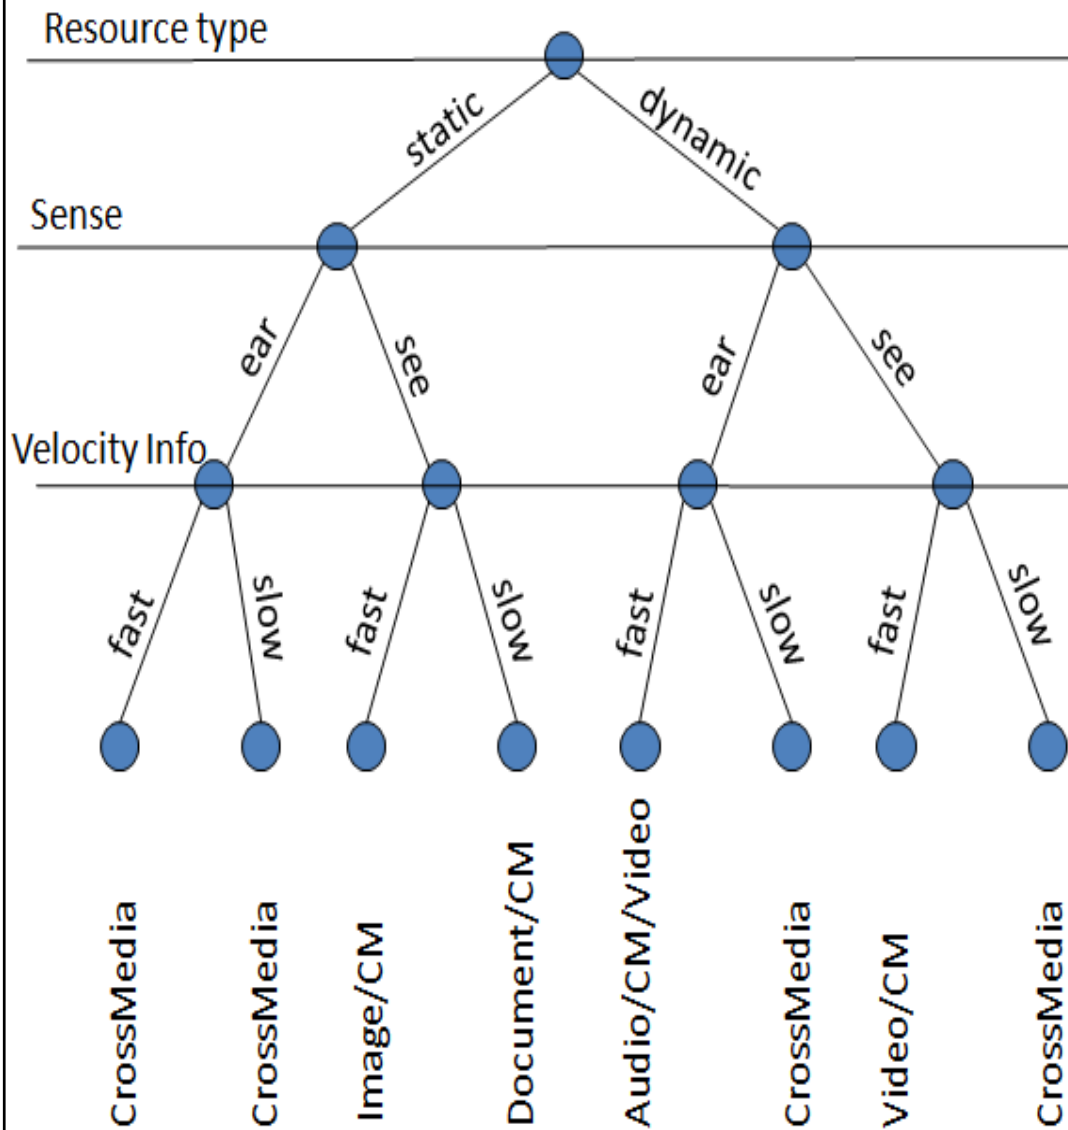 Resource type
static
dynamic
Sense
ear
see
ear
see
Velocity Info
fast
slow
fast
slow
fast
slow
fast
slow
CrossMedia
CrossMedia
Image/CM
Document/CM
Audio/CM/Video
CrossMedia
Video/CM
CrossMedia